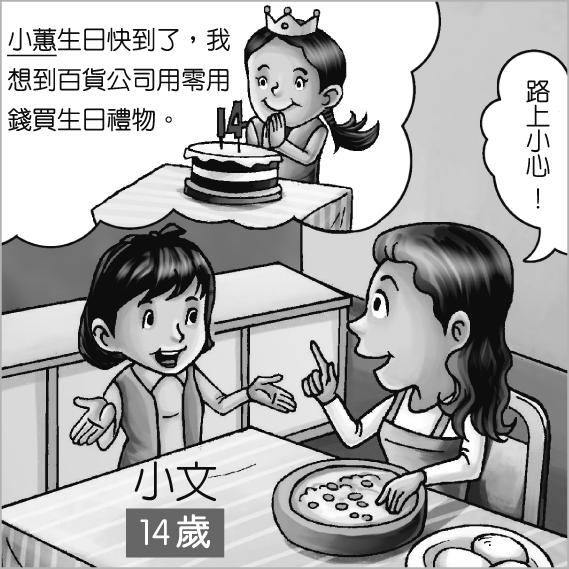 小蕙生日快到了，我
想到百貨公司用零用
錢買生日禮物。
14
路上小心！
小文
14歲